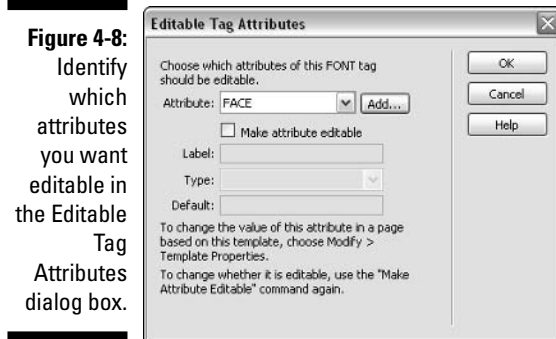 Figure 4-8:
Identify
which
attributes
you want
editable in
the Editable
Tag
Attributes
dialog box.
Editable Tag Attributes
Choose which attributes of this FONT tag
should be editable.
Attribute: FACE Add...
Make attribute editable
Label:
Type:
Default:
To change the value of this attribute in a page
based on this template, choose Modify >
Template Properties.
To change whether it is editable, use the "Make
Attribute Editable" command again.
OK
Cancel
Help